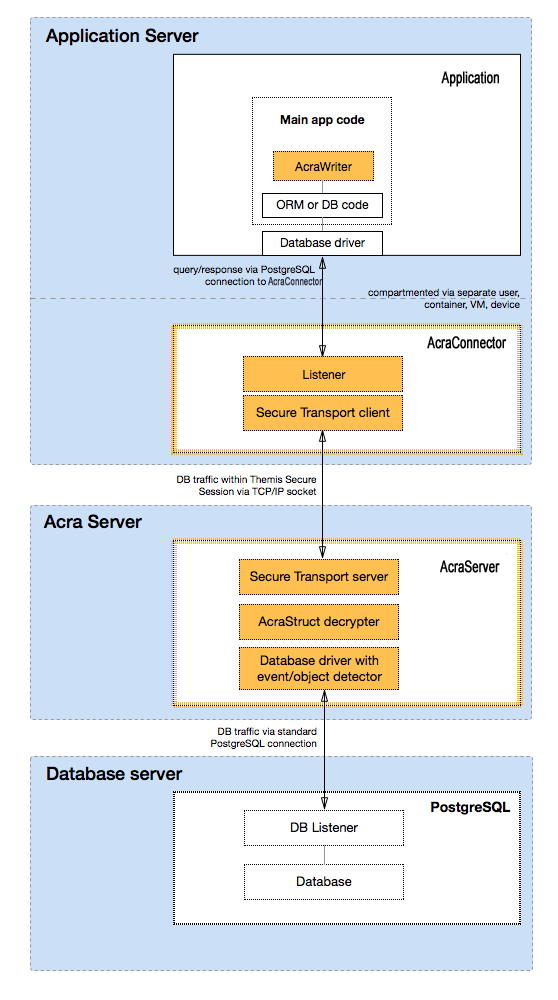 Application Server
Application
Main app code
AcraWriter
ORM or DB code
Database driver
query/response via PostgreSQL
connection to AcraConnector
compartmented via separate user,
container, VM, device
AcraConnector
Listener
Secure Transport client
DB traffic within Themis Secure
Session via TCP/IP socket
Acra Server
AcraServer
Secure Transport server
AcraStruct decrypter
Database driver with
event/object detector
DB traffic via standard
PostgreSQL connection
Database server
PostgreSQL
DB Listener
Database